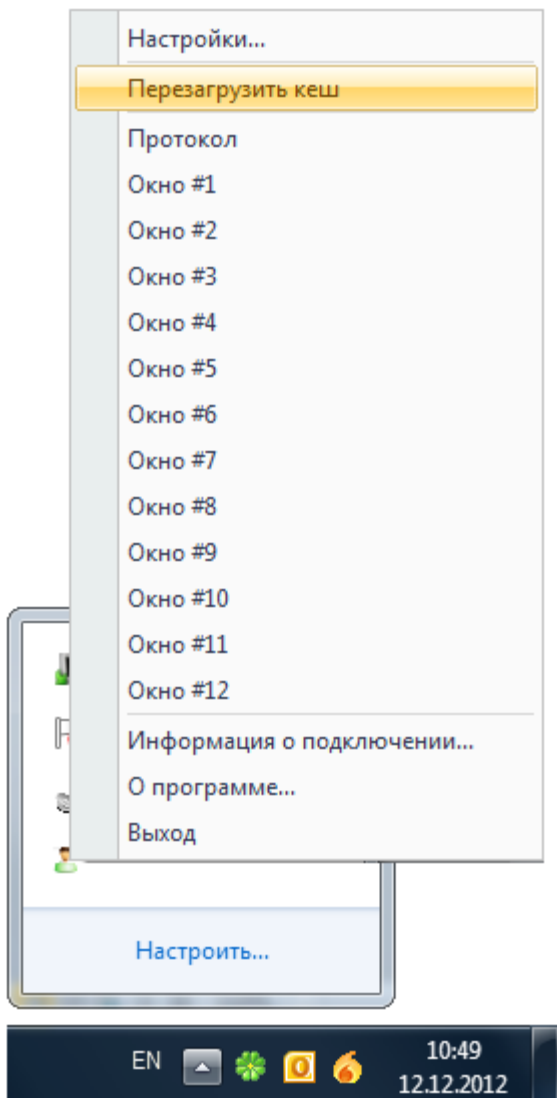 Настройки...
Перезагрузить кеш
Протокол
Окно #1
Окно #2
Окно #3
Окно #4
Окно #5
Окно #6
Окно #7
Окно #8
Окно #9
Окно #10
Окно #11
Окно #12
Информация о подключении...
О программе...
Выход
Настроить...
EN
10:49
12.12.2012